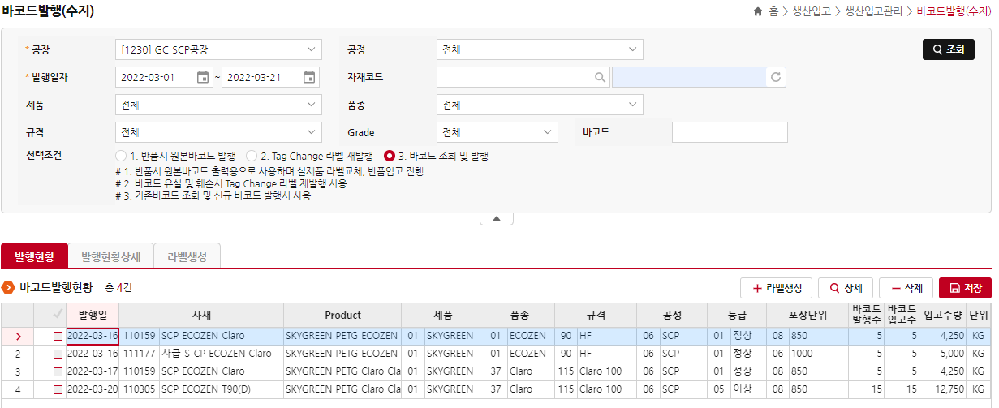 바코드발행(수지)
홈 > 생산입고 > 생산입고관리 > 바코드발행(수지)
* 공장 [1230] GC-SCP공장 공정 전체 조회
* 발행일자 2022-03-01 ~ 2022-03-21 자재코드
제품 전체 품종 전체
규격 전체 Grade 전체 바코드
선택조건 1. 반품시 원본바코드 발행 2. Tag Change 라벨 재발행 3. 바코드 조회 및 발행
# 1. 반품시 원본바코드 출력용으로 사용하며 실제품 라벨교체, 반품입고 진행
# 2. 바코드 유실 및 훼손시 Tag Change 라벨 재발행 사용
# 3. 기존바코드 조회 및 신규 바코드 발행시 사용
발행현황 발행현황상세 라벨생성
바코드발행현황 총 4건 라벨생성 상세 삭제 저장
발행일 자재 Product 제품 품종 규격 공정 등급 포장단위 바코드 발행수 바코드 입고수 입고수량 단위
2022-03-16 110159 SCP ECOZEN Claro SKYGREEN PETG ECOZEN 01 SKYGREEN 01 ECOZEN 90 HF 06 SCP 01 정상 08 850 5 5 4,250 KG
2 2022-03-16 111177 사급 S-CP ECOZEN Claro SKYGREEN PETG ECOZEN 01 SKYGREEN 01 ECOZEN 90 HF 06 SCP 01 정상 06 1000 5 5 5,000 KG
3 2022-03-17 110159 SCP ECOZEN Claro SKYGREEN PETG Claro Cla 01 SKYGREEN 37 Claro 115 Claro 100 06 SCP 01 정상 08 850 5 5 4,250 KG
4 2022-03-20 110305 SCP ECOZEN T90(D) SKYGREEN PETG Claro Cla 01 SKYGREEN 37 Claro 115 Claro 100 06 SCP 05 이상 08 850 15 15 12,750 KG